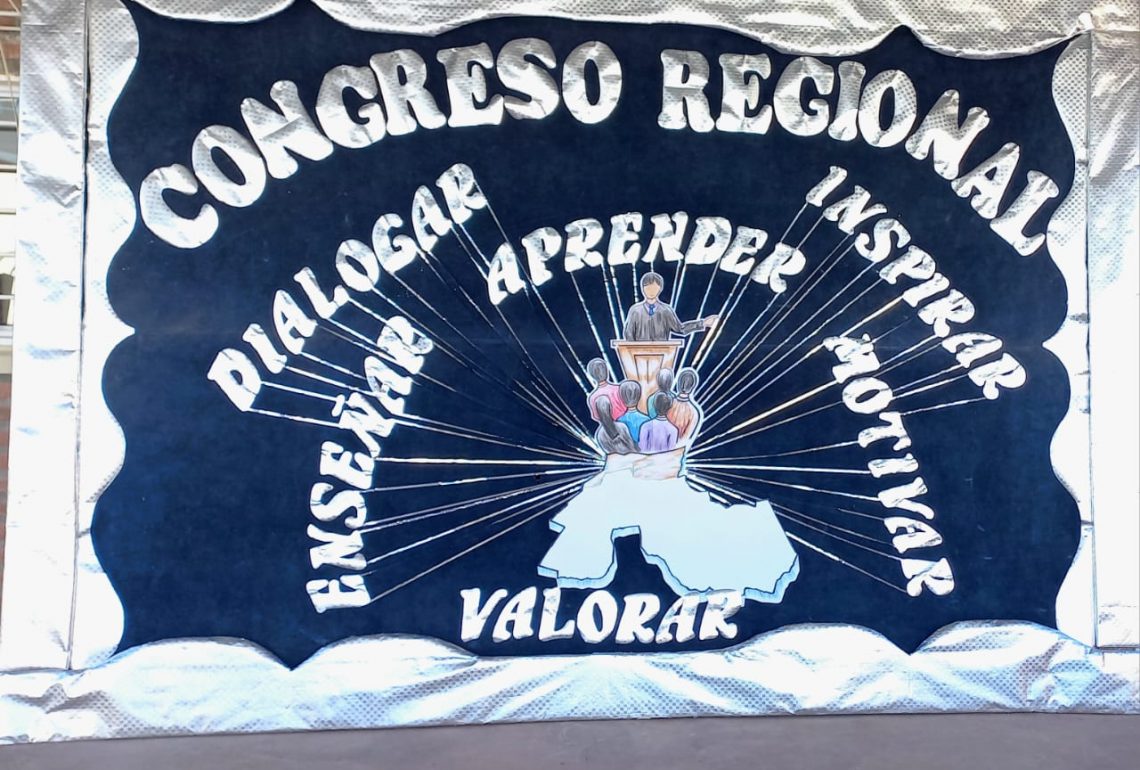 CONGRESO REGIONAL
DIALOGAR
APRENDER
INSPIRAR
ENSEÑAR
MOTIVAR
VALORAR